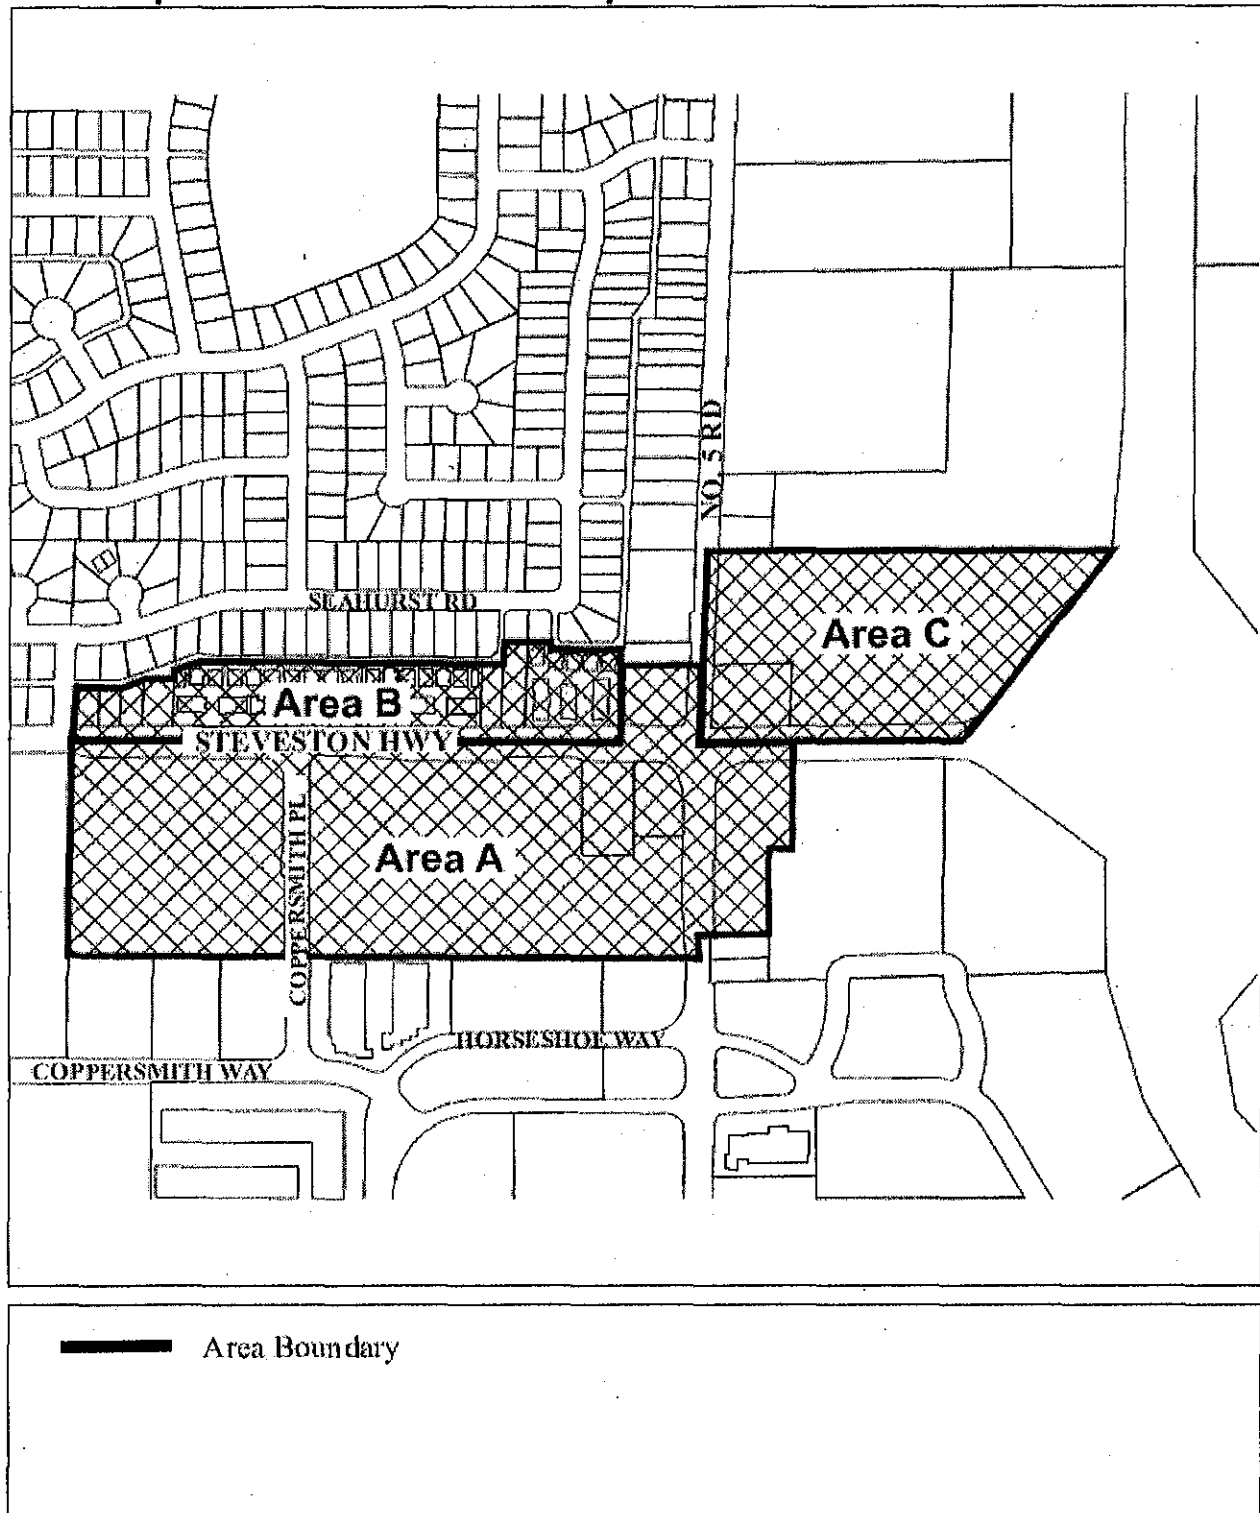 NO. 5 RD
SEAHURST RD
Area C
Area B
STEVESTON HWY
COPPERSMITH PL
Area A
HORSESHOE WAY
COPPERSMITH WAY
Area Boundary